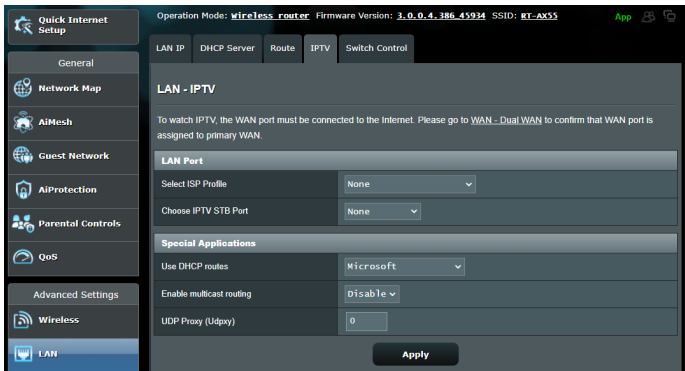 Quick Internet
Setup
Operation Mode: Wireless router Firmware Version: 3.0.0.4.386_45934 SSID: RT-AX55
App
LAN IP DHCP Server Route IPTV Switch Control
General
Network Map
AiMesh
Guest Network
AiProtection
Parental Controls
QoS
Advanced Settings
Wireless
LAN
LAN - IPTV
To watch IPTV, the WAN port must be connected to the Internet. Please go to WAN - Dual WAN to confirm that WAN port is
assigned to primary WAN.
LAN Port
Select ISP Profile None
Choose IPTV STB Port None
Special Applications
Use DHCP routes Microsoft
Enable multicast routing Disable
UDP Proxy (Udpxy) 0
Apply